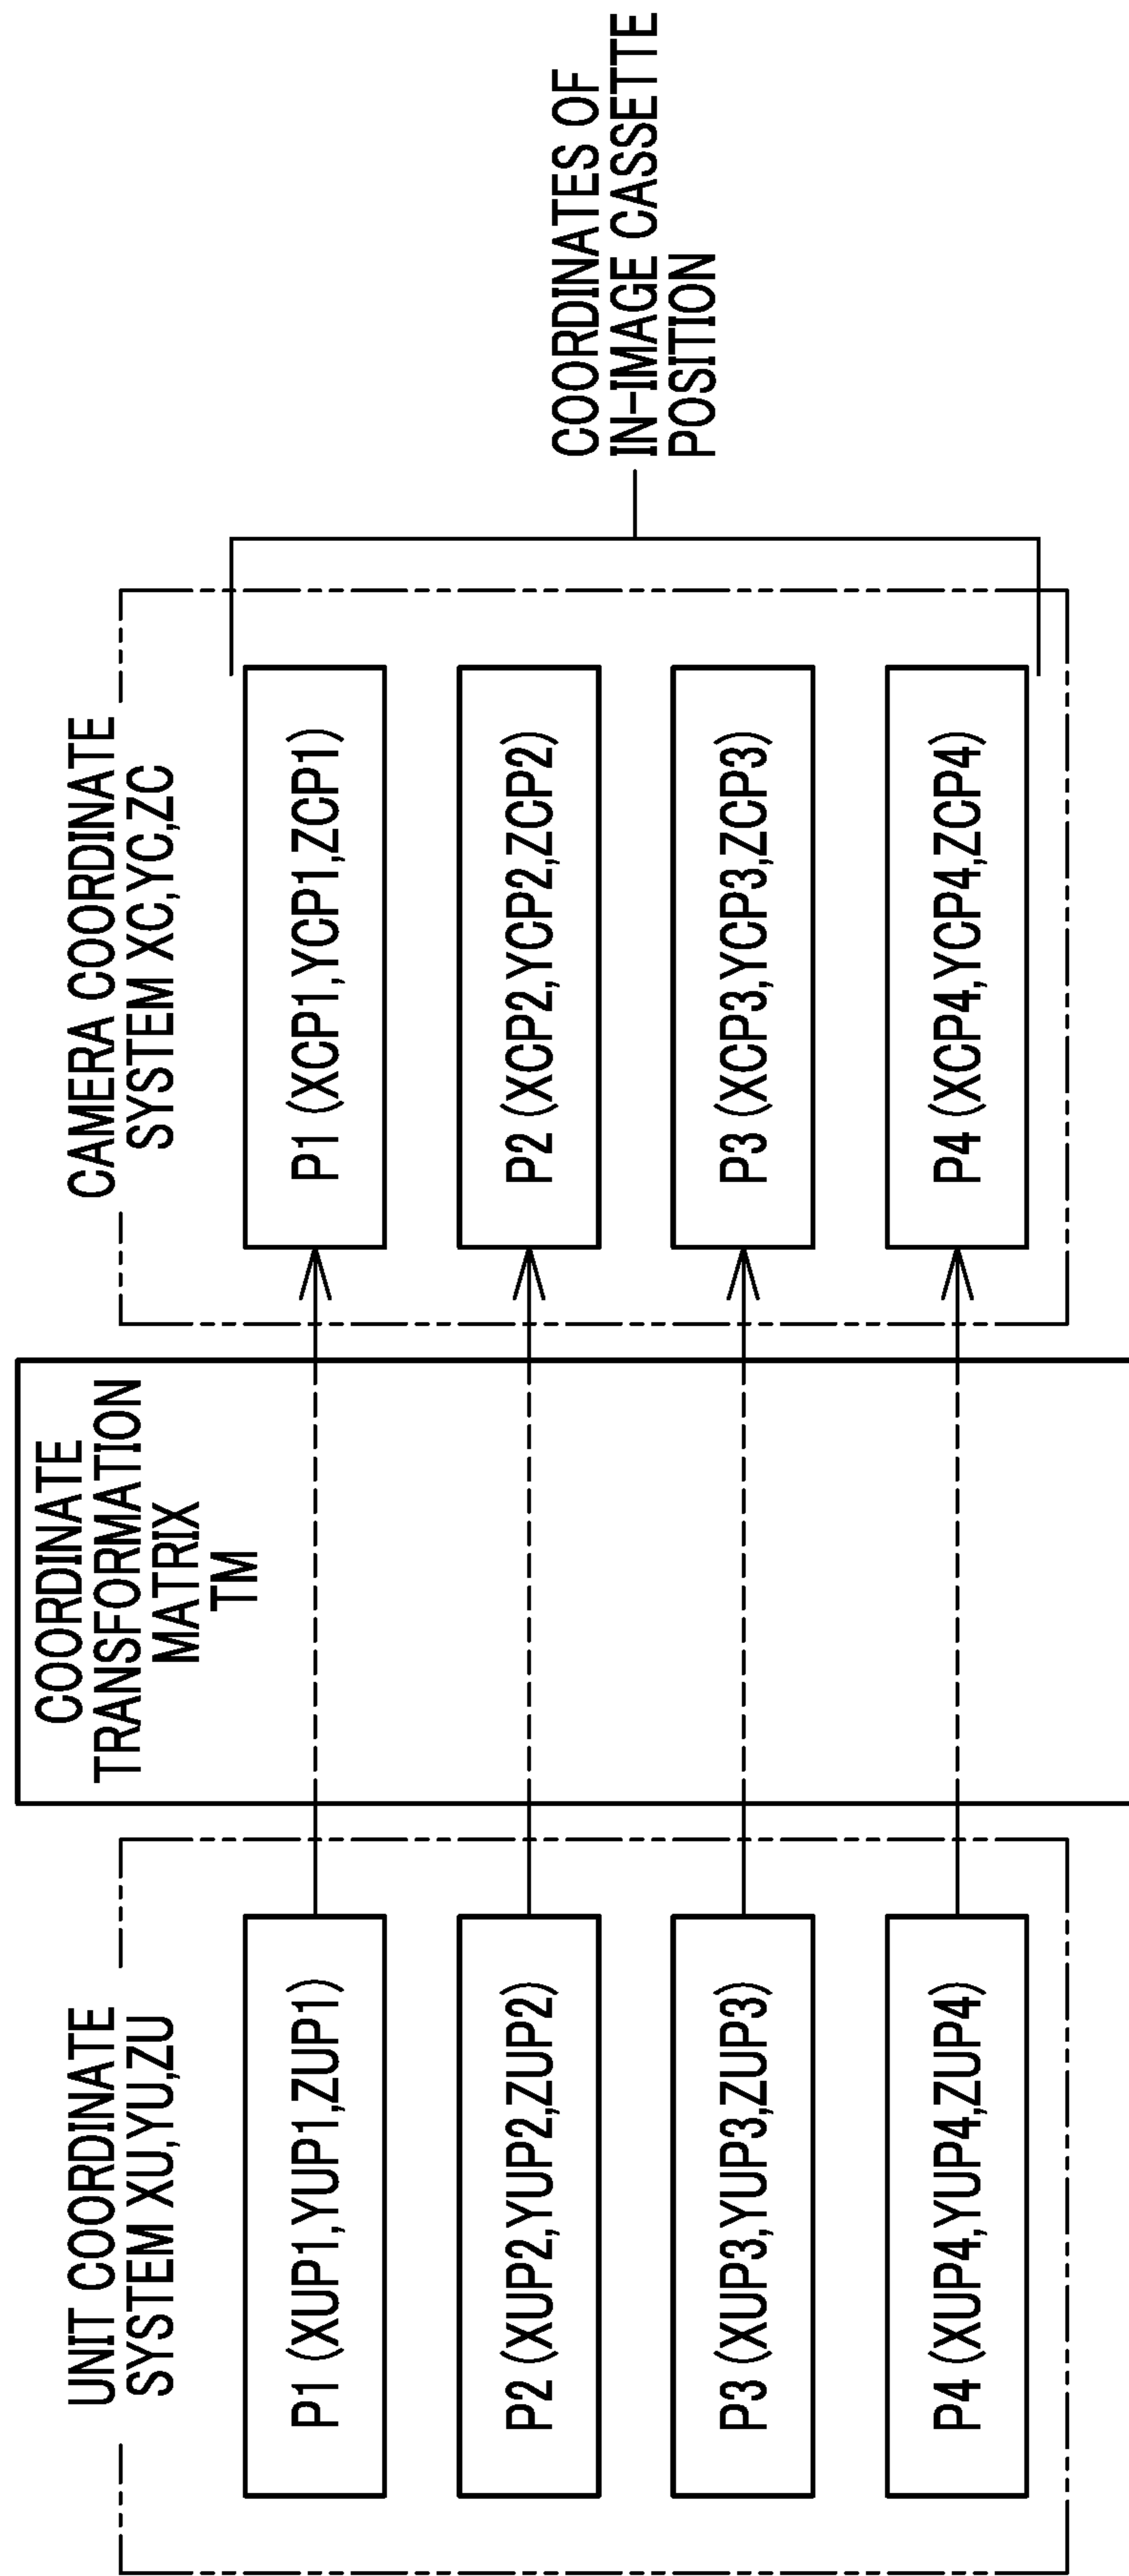 UNIT COORDINATE
SYSTEM XU,YU,ZU
P1 (XUP1,YUP1,ZUP1)
P2 (XUP2,YUP2,ZUP2)
P3 (XUP3,YUP3,ZUP3)
P4 (XUP4,YUP4,ZUP4)
COORDINATE
TRANSFORMATION
MATRIX
TM
CAMERA COORDINATE
SYSTEM XC,YC,ZC
P1 (XCP1,YCP1,ZCP1)
P2 (XCP2,YCP2,ZCP2)
P3 (XCP3,YCP3,ZCP3)
P4 (XCP4,YCP4,ZCP4)
COORDINATES OF
IN-IMAGE CASSETTE
POSITION